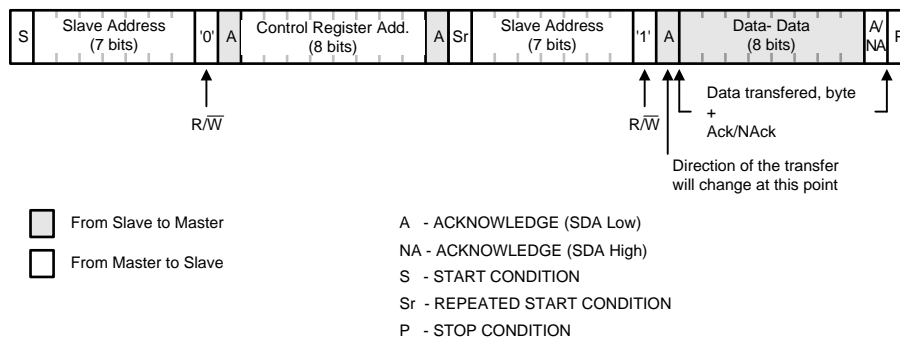 S Slave Address (7 bits) '0' A Control Register Add. (8 bits) A Sr Slave Address (7 bits) '1' A Data- Data (8 bits) A/NA P
R/W̅
R/W̅
Data transfered, byte
+
Ack/NAck
Direction of the transfer
will change at this point
From Slave to Master
From Master to Slave
A - ACKNOWLEDGE (SDA Low)
NA - ACKNOWLEDGE (SDA High)
S - START CONDITION
Sr - REPEATED START CONDITION
P - STOP CONDITION